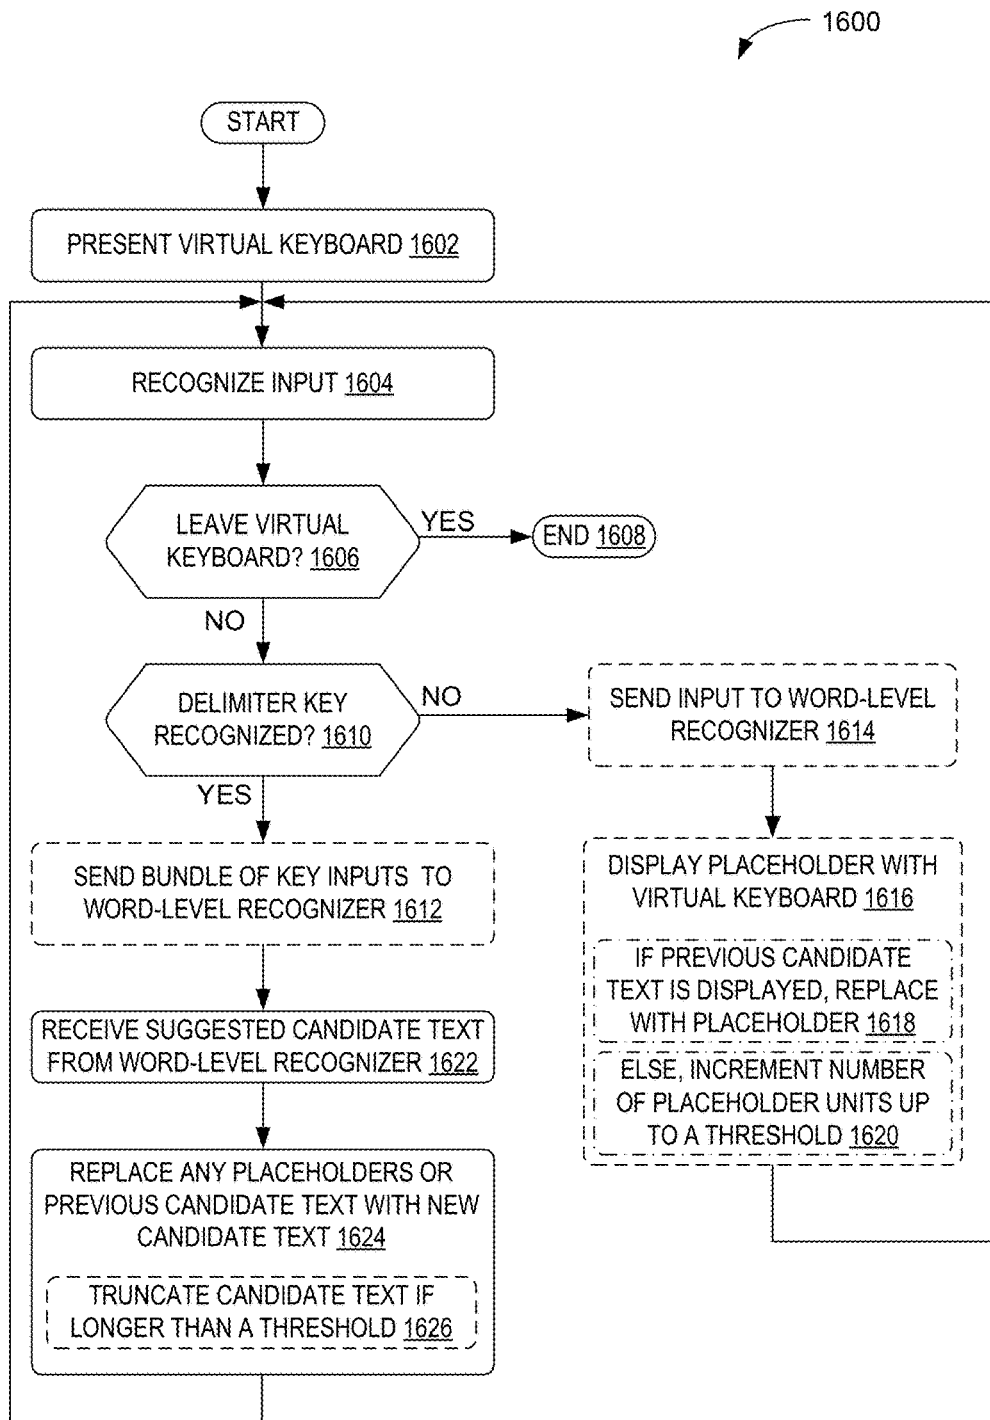 1600
START
PRESENT VIRTUAL KEYBOARD 1602
RECOGNIZE INPUT 1604
LEAVE VIRTUAL
KEYBOARD? 1606
YES
END 1608
NO
DELIMITER KEY
RECOGNIZED? 1610
NO
SEND INPUT TO WORD-LEVEL
RECOGNIZER 1614
YES
SEND BUNDLE OF KEY INPUTS TO
WORD-LEVEL RECOGNIZER 1612
DISPLAY PLACEHOLDER WITH
VIRTUAL KEYBOARD 1616
IF PREVIOUS CANDIDATE
TEXT IS DISPLAYED, REPLACE
WITH PLACEHOLDER 1618
ELSE, INCREMENT NUMBER
OF PLACEHOLDER UNITS UP
TO A THRESHOLD 1620
RECEIVE SUGGESTED CANDIDATE TEXT
FROM WORD-LEVEL RECOGNIZER 1622
REPLACE ANY PLACEHOLDERS OR
PREVIOUS CANDIDATE TEXT WITH NEW
CANDIDATE TEXT 1624
TRUNCATE CANDIDATE TEXT IF
LONGER THAN A THRESHOLD 1626